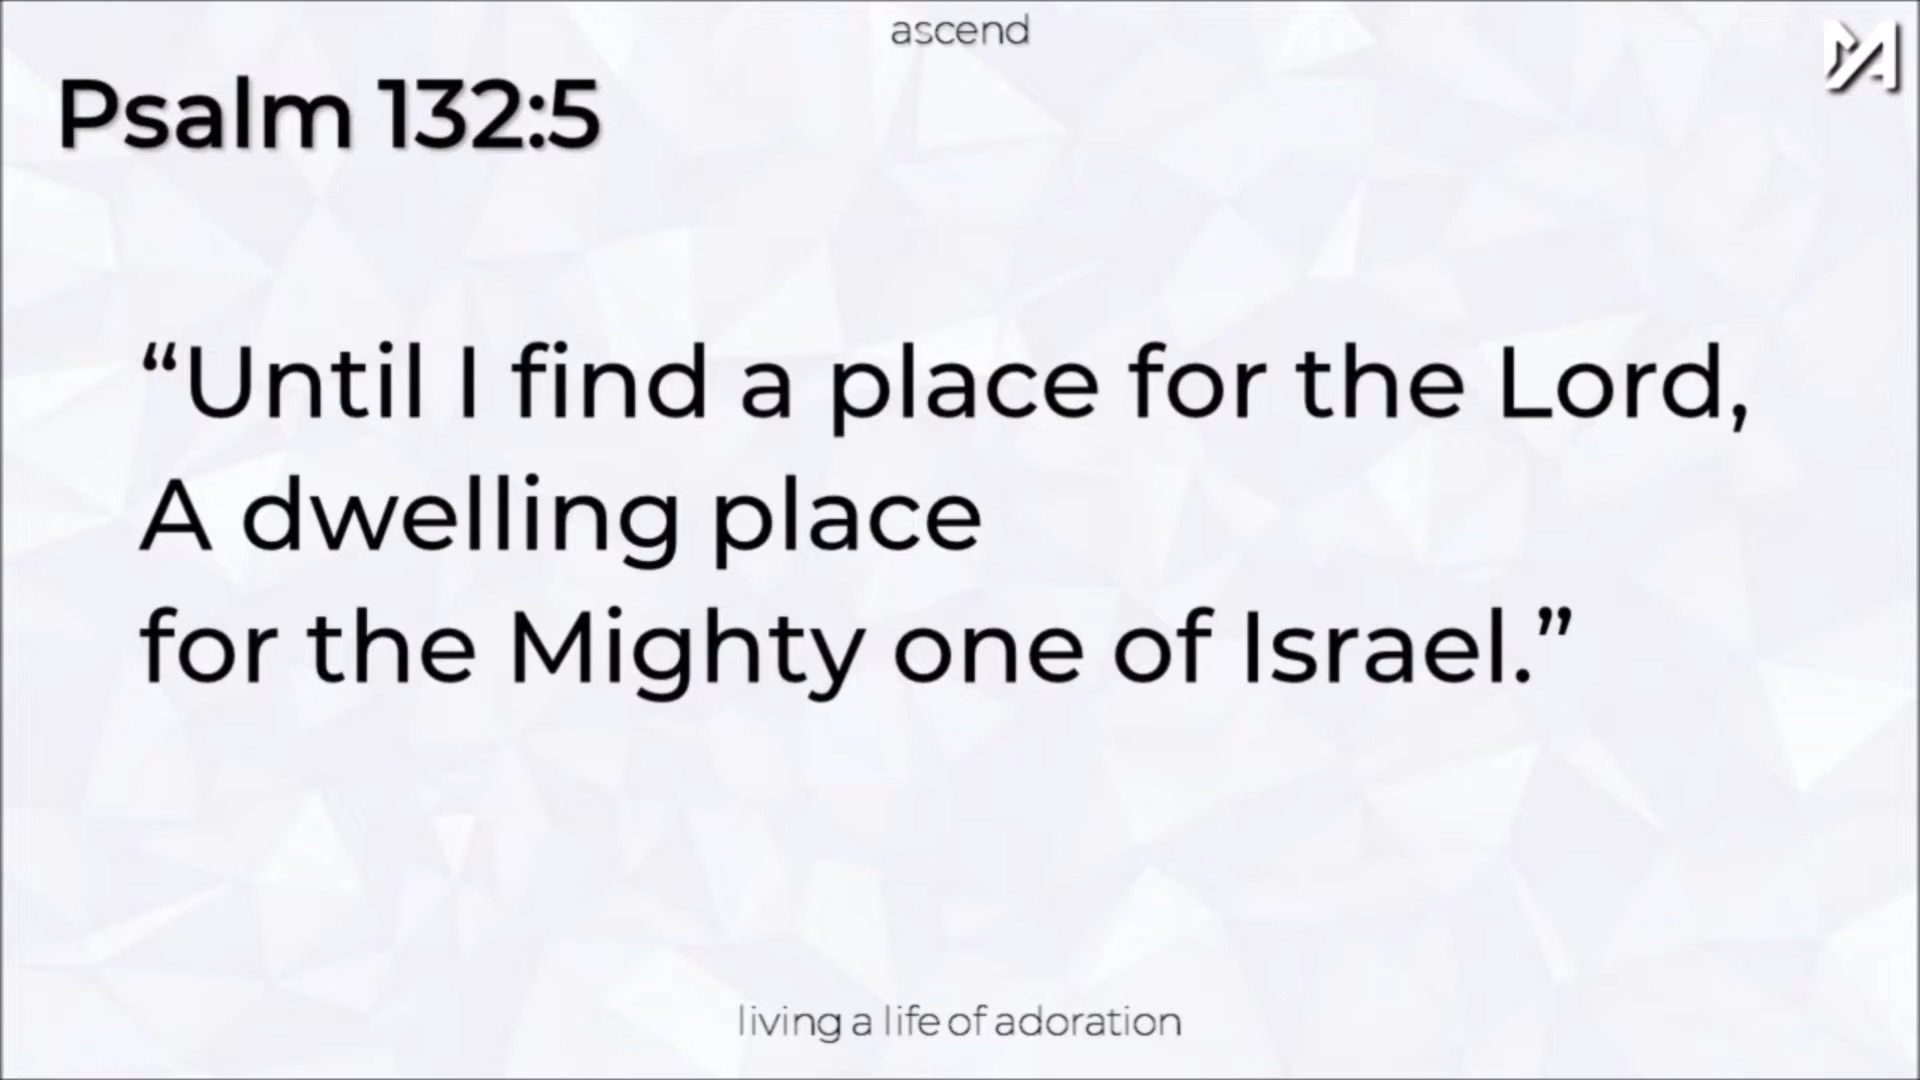 ascend
Psalm 132:5
“Until I find a place for the Lord,
A dwelling place
for the Mighty one of Israel.”
living a life of adoration